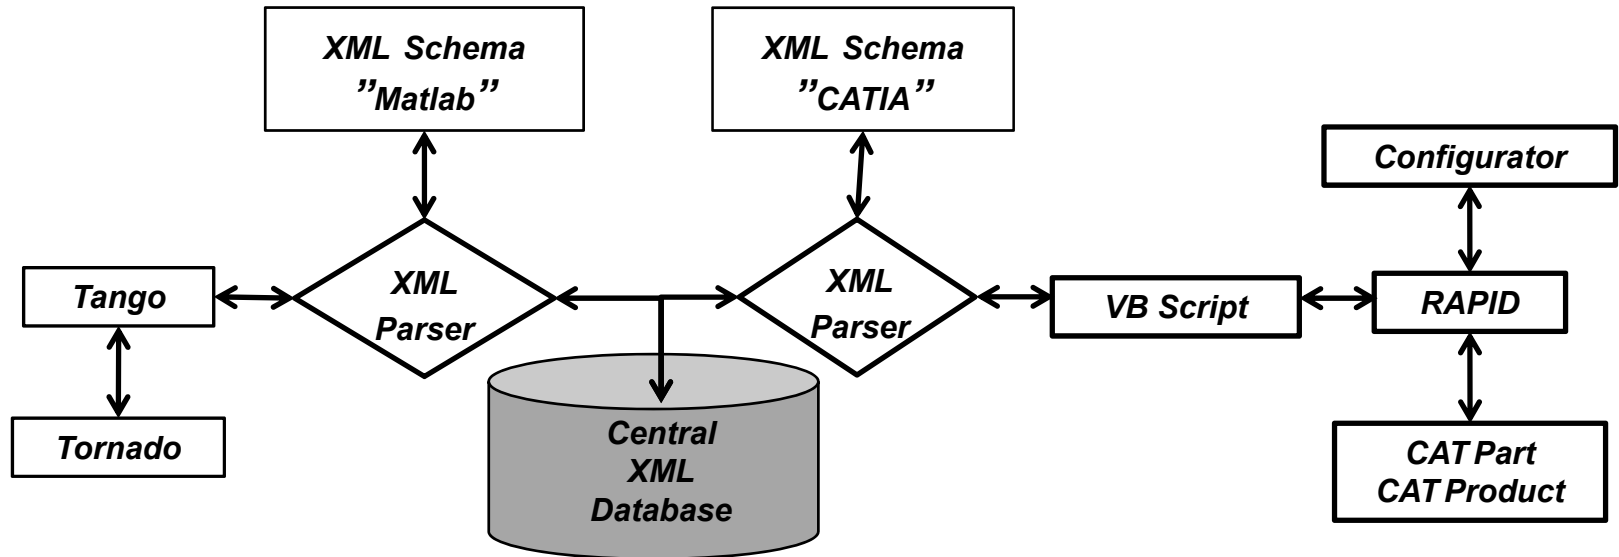 XML Schema
”Matlab”
XML Schema
”CATIA”
Configurator
Tango
XML
Parser
XML
Parser
VB Script
RAPID
Tornado
Central
XML
Database
CAT Part
CAT Product